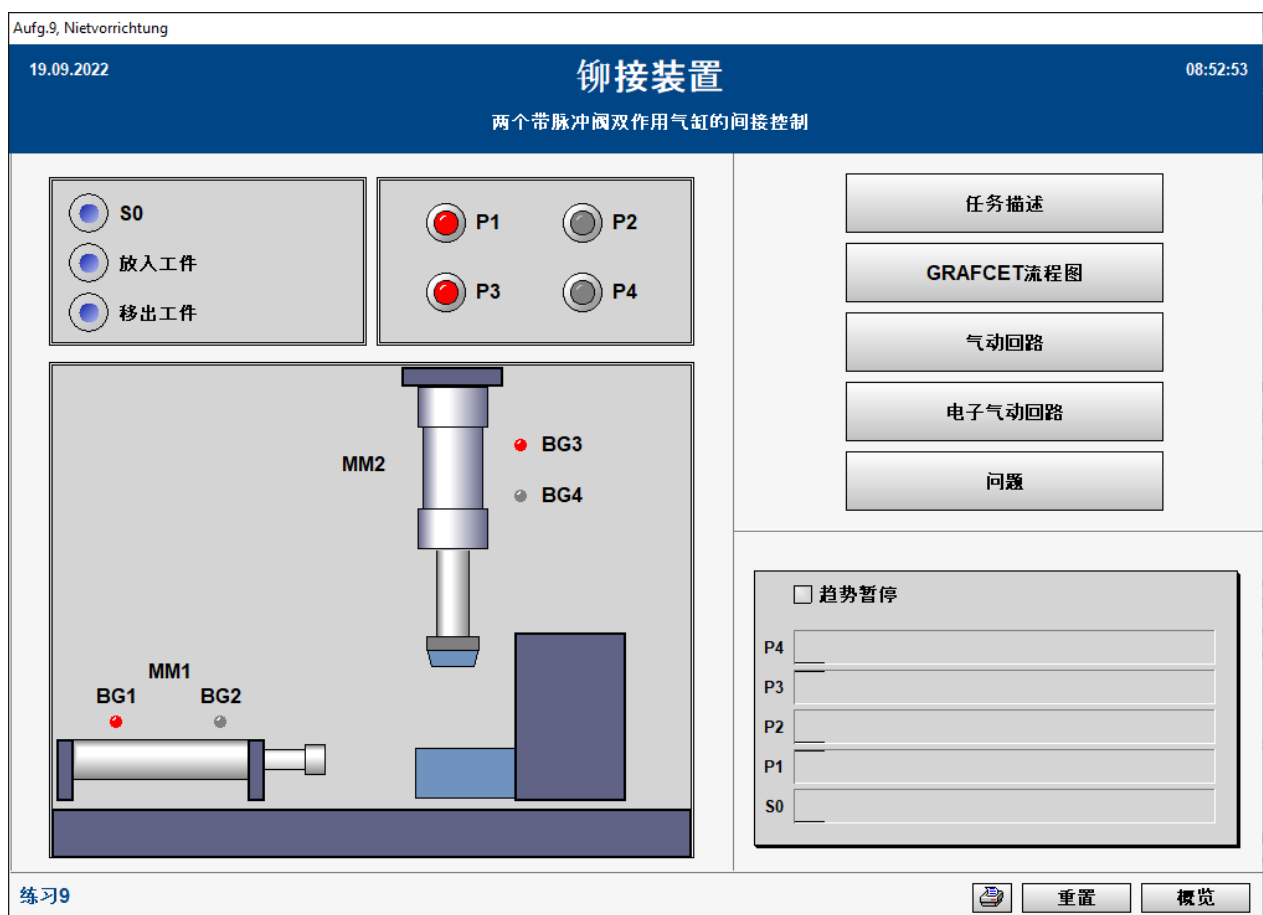 Aufg.9, Nietvorrichtung
19.09.2022
铆接装置
08:52:53
两个带脉冲阀双作用气缸的间接控制
S0
放入工件
移出工件
P1
P2
P3
P4
任务描述
GRAFCET流程图
气动回路
电子气动回路
问题
MM2
BG3
BG4
MM1
BG1
BG2
趋势暂停
P4
P3
P2
P1
S0
练习9
重置
概览